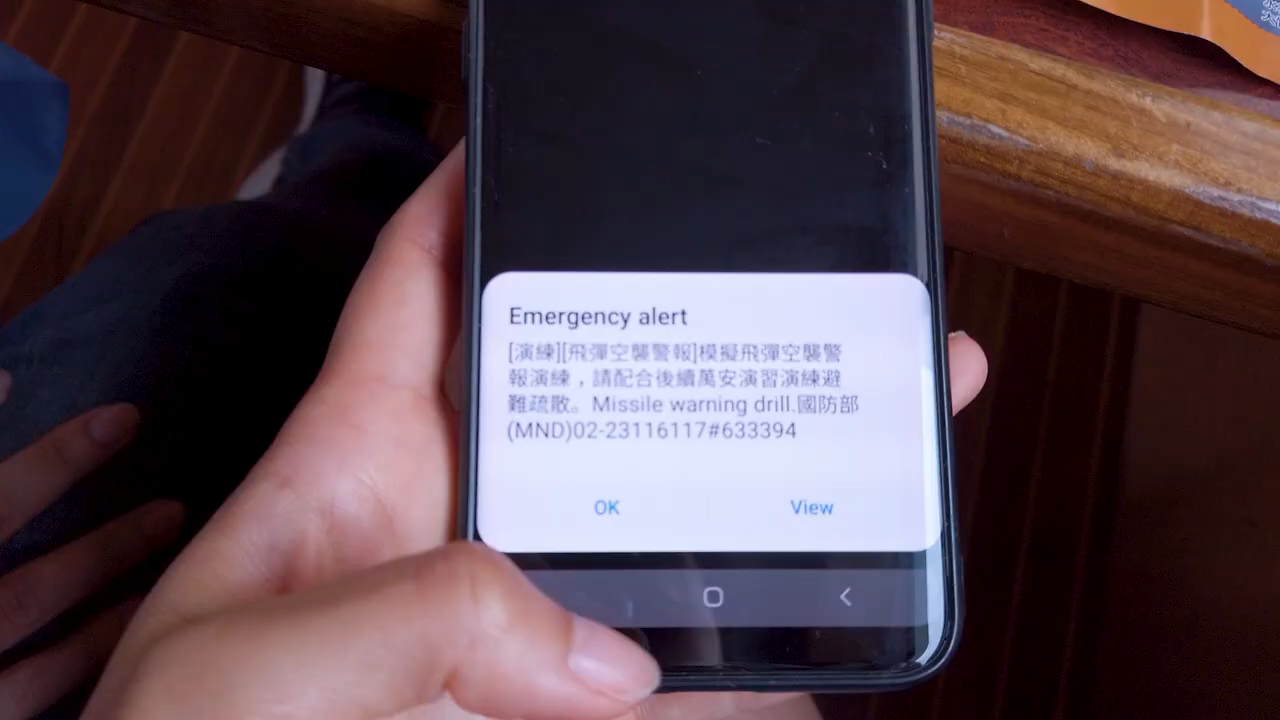 Emergency alert
[演練][飛彈空襲警報]模擬飛彈空襲警
報演練，請配合後續萬安演習演練避
難疏散。Missile warning drill.國防部
(MND)02-23116117#633394
OK
View